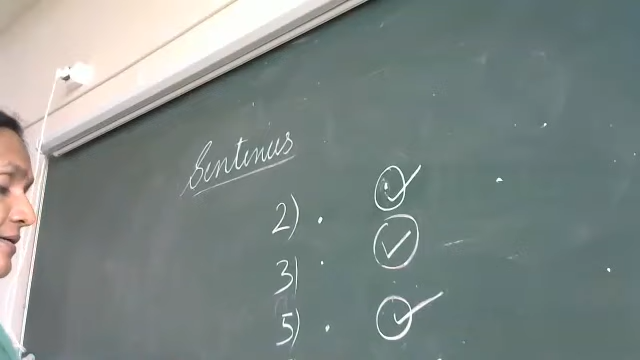 Sentences
2) . ✓
3) . ✓
5) . ✓